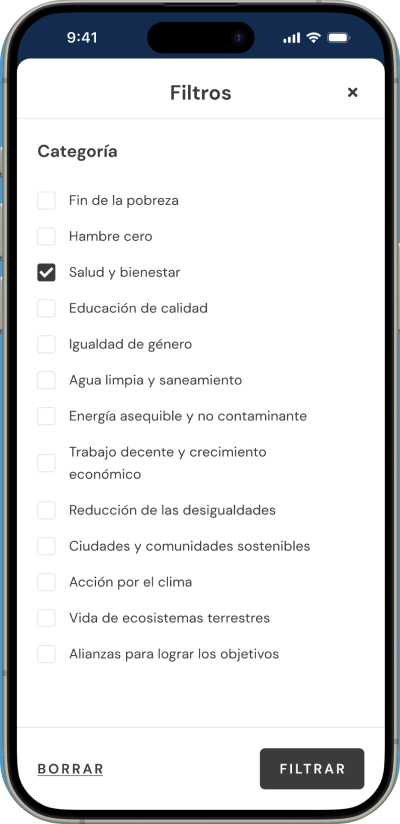 9:41
Filtros
Categoría
Fin de la pobreza
Hambre cero
Salud y bienestar
Educación de calidad
Igualdad de género
Agua limpia y saneamiento
Energía asequible y no contaminante
Trabajo decente y crecimiento
económico
Reducción de las desigualdades
Ciudades y comunidades sostenibles
Acción por el clima
Vida de ecosistemas terrestres
Alianzas para lograr los objetivos
BORRAR
FILTRAR